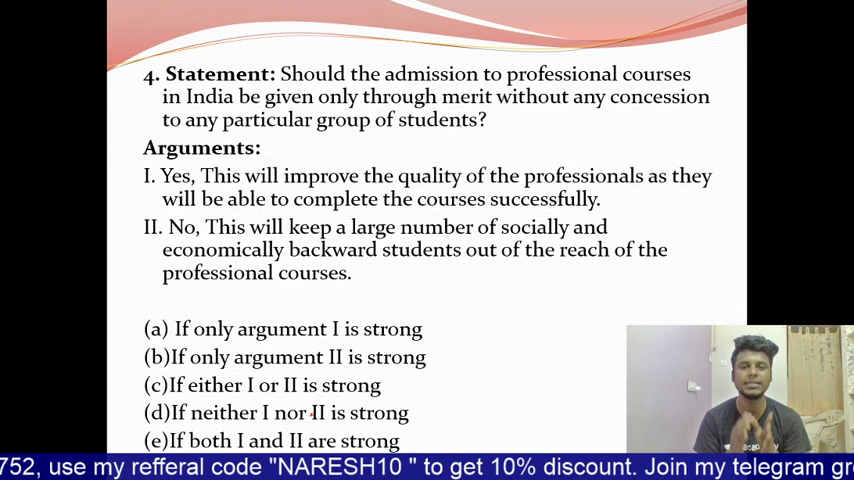 4. Statement: Should the admission to professional courses
in India be given only through merit without any concession
to any particular group of students?
Arguments:
I. Yes, This will improve the quality of the professionals as they
will be able to complete the courses successfully.
II. No, This will keep a large number of socially and
economically backward students out of the reach of the
professional courses.
(a) If only argument I is strong
(b)If only argument II is strong
(c)If either I or II is strong
(d)If neither I nor II is strong
(e)If both I and II are strong
752, use my refferal code "NARESH10 " to get 10% discount. Join my telegram gr